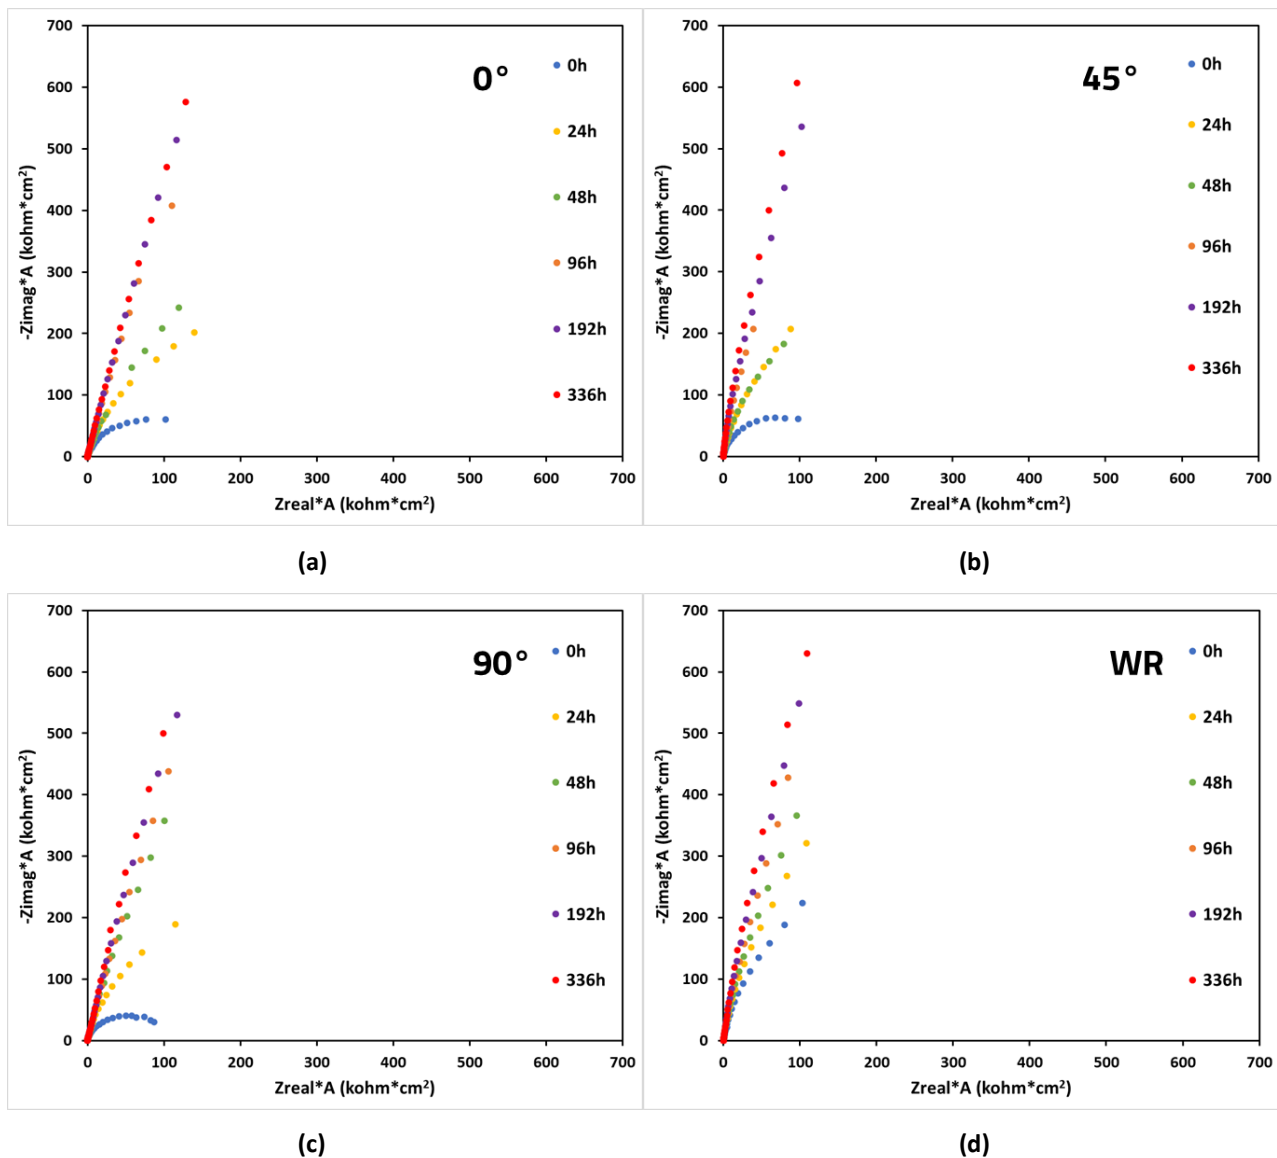 700
600
500
400
300
200
100
0
-Zimag*A (kohm*cm2)
0°
0h
24h
48h
96h
192h
336h
0 100 200 300 400 500 600 700
Zreal*A (kohm*cm2)
(a)
700
600
500
400
300
200
100
0
-Zimag*A (kohm*cm2)
45°
0h
24h
48h
96h
192h
336h
0 100 200 300 400 500 600 700
Zreal*A (kohm*cm2)
(b)
700
600
500
400
300
200
100
0
-Zimag*A (kohm*cm2)
90°
0h
24h
48h
96h
192h
336h
0 100 200 300 400 500 600 700
Zreal*A (kohm*cm2)
(c)
700
600
500
400
300
200
100
0
-Zimag*A (kohm*cm2)
WR
0h
24h
48h
96h
192h
336h
0 100 200 300 400 500 600 700
Zreal*A (kohm*cm2)
(d)